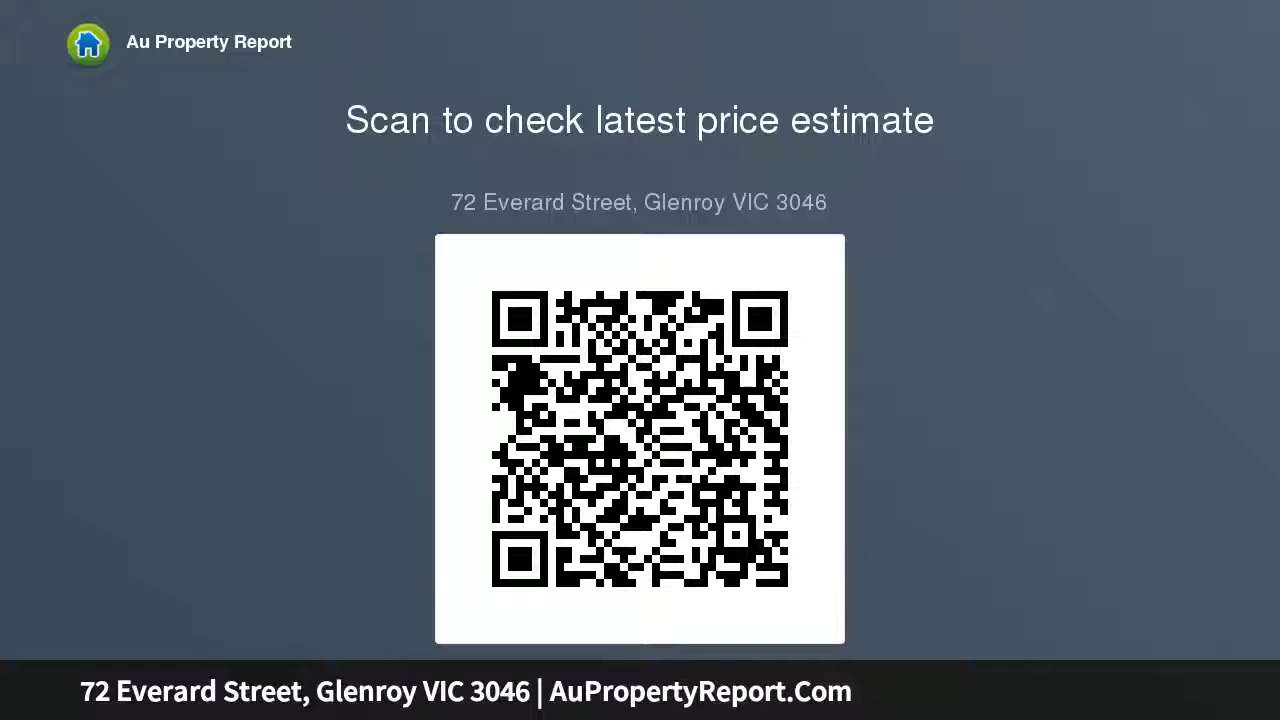 Au Property Report
Scan to check latest price estimate
72 Everard Street, Glenroy VIC 3046
72 Everard Street, Glenroy VIC 3046 | AuPropertyReport.Com